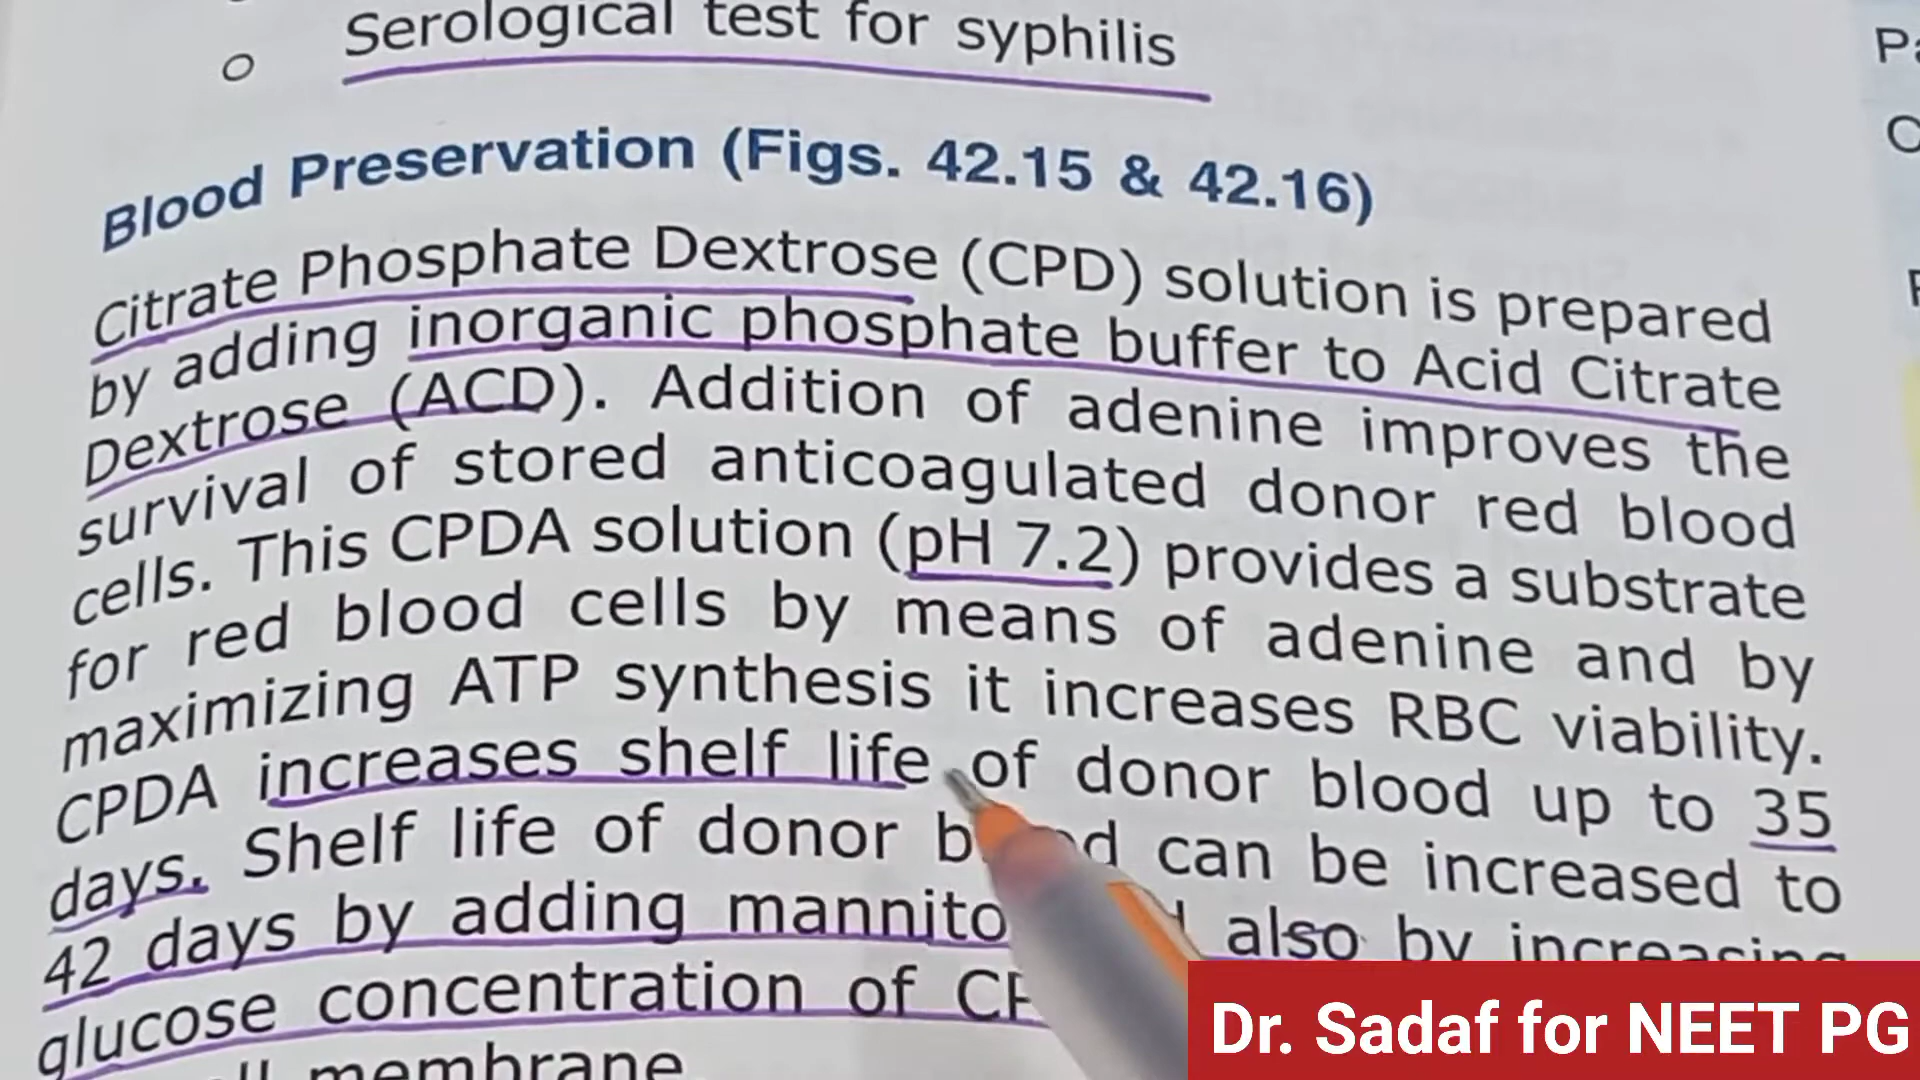 Serological test for syphilis
Blood Preservation (Figs. 42.15 & 42.16)
Citrate Phosphate Dextrose (CPD) solution is prepared
by adding inorganic phosphate buffer to Acid Citrate
Dextrose (ACD). Addition of adenine improves the
survival of stored anticoagulated donor red blood
cells. This CPDA solution (pH 7.2) provides a substrate
for red blood cells by means of adenine and by
maximizing ATP synthesis it increases RBC viability.
CPDA increases shelf life of donor blood up to 35
days. Shelf life of donor can be increased to
42 days by adding also by increasing
glucose concentration of
membrane
Dr. Sadaf for NEET PG